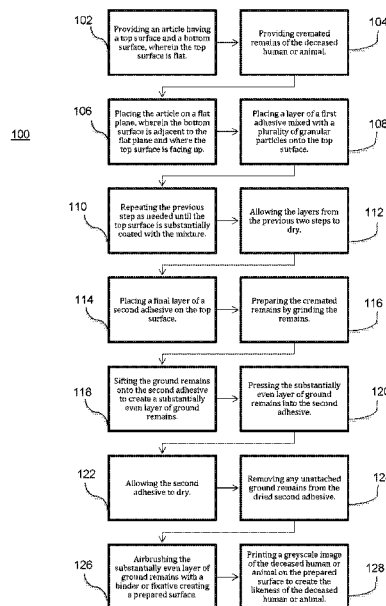 102
Providing an article having
a top surface and a bottom
surface, wherein the top
surface is flat.
Providing cremated
remains of the deceased
human or animal.
104
100
106
Placing the article on a flat
plane, wherein the bottom
surface is adjacent to the
flat plane and where the
top surface is facing up.
Placing a layer of a first
adhesive mixed with a
plurality of granular
particles onto the top
surface.
108
110
Repeating the previous
step as needed until the
top surface is substantially
coated with the mixture.
Allowing the layers from
the previous two steps to
dry.
112
114
Placing a final layer of a
second adhesive on the top
surface.
Preparing the cremated
remains by grinding the
remains.
116
118
Sifting the ground remains
onto the second adhesive
to create a substantially
even layer of ground
remains.
Pressing the substantially
even layer of ground
remains into the second
adhesive.
120
122
Allowing the second
adhesive to dry.
Removing any unattached
ground remains from the
dried second adhesive.
126
Airbrushing the
substantially even layer of
ground remains with a
binder or fixative creating
a prepared surface.
Printing a greyscale image
of the deceased human or
animal on the prepared
surface to create the
likeness of the deceased
human or animal.
128